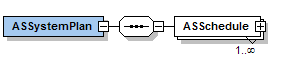 ASSystemPlan
ASSchedule
1..∞